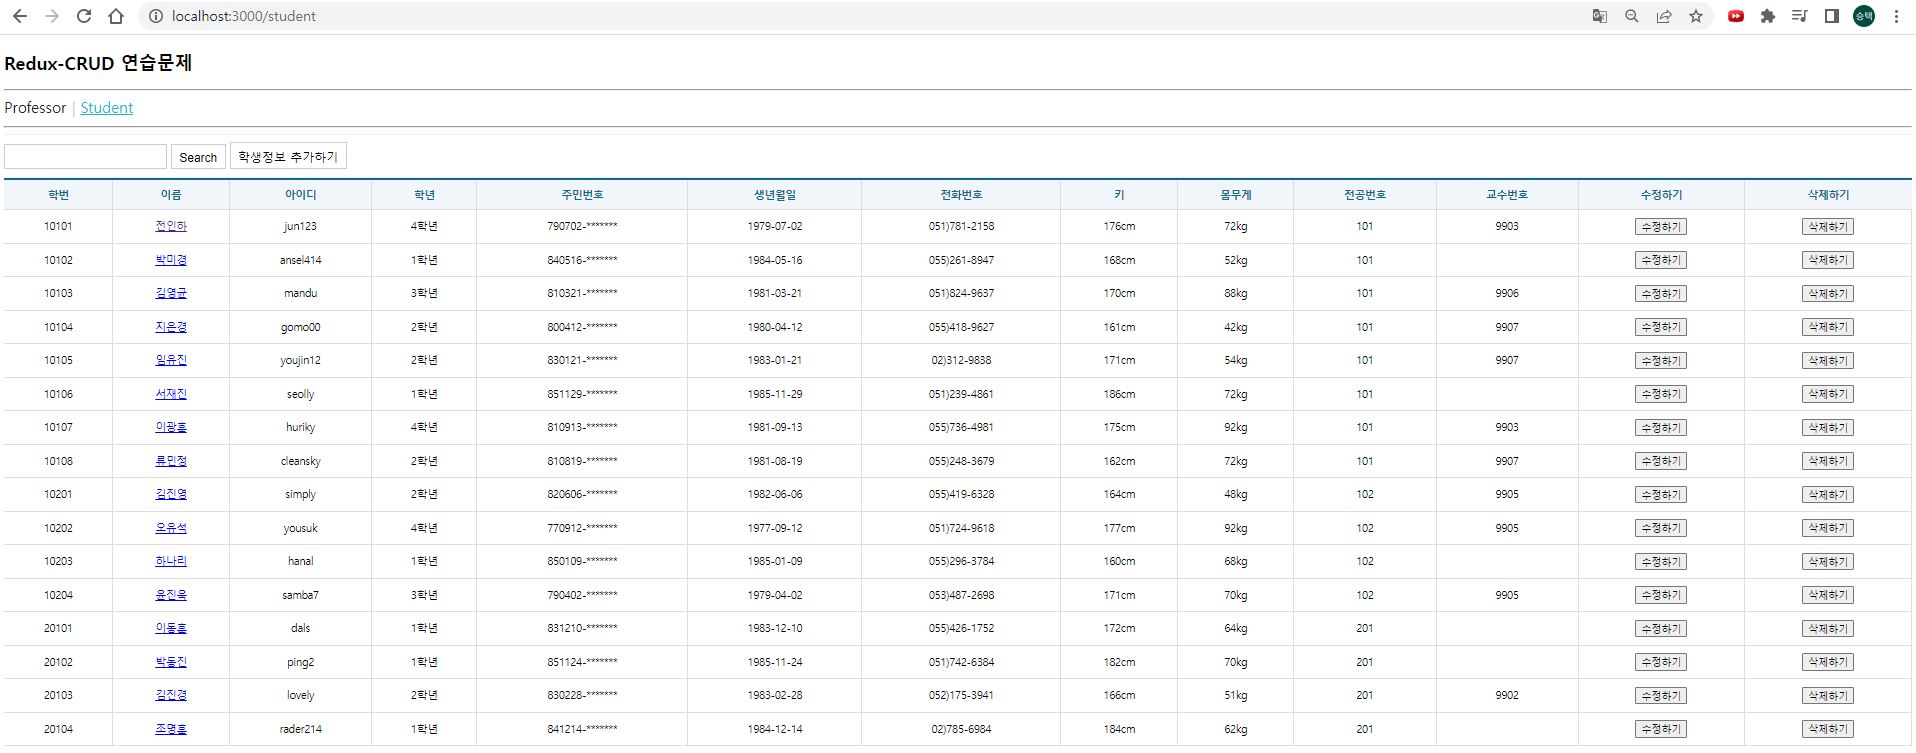 localhost:3000/student
승택
Redux-CRUD 연습문제
Professor | Student
Search 학생정보 추가하기
학번 이름 아이디 학년 주민번호 생년월일 전화번호 키 몸무게 전공번호 교수번호 수정하기 삭제하기
10101 전인하 jun123 4학년 790702-******* 1979-07-02 051)781-2158 176cm 72kg 101 9903 수정하기 삭제하기
10102 박미경 ansel414 1학년 840516-******* 1984-05-16 055)261-8947 168cm 52kg 101 수정하기 삭제하기
10103 김영균 mandu 3학년 810321-******* 1981-03-21 051)824-9637 170cm 88kg 101 9906 수정하기 삭제하기
10104 지은경 gomo00 2학년 800412-******* 1980-04-12 055)418-9627 161cm 42kg 101 9907 수정하기 삭제하기
10105 임유진 youjin12 2학년 830121-******* 1983-01-21 02)312-9838 171cm 54kg 101 9907 수정하기 삭제하기
10106 서재진 seolly 1학년 851129-******* 1985-11-29 051)239-4861 186cm 72kg 101 수정하기 삭제하기
10107 이광훈 huriky 4학년 810913-******* 1981-09-13 055)736-4981 175cm 92kg 101 9903 수정하기 삭제하기
10108 류민정 cleansky 2학년 810819-******* 1981-08-19 055)248-3679 162cm 72kg 101 9907 수정하기 삭제하기
10201 김진영 simply 2학년 820606-******* 1982-06-06 055)419-6328 164cm 48kg 102 9905 수정하기 삭제하기
10202 오유석 yousuk 4학년 770912-******* 1977-09-12 051)724-9618 177cm 92kg 102 9905 수정하기 삭제하기
10203 하나리 hanal 1학년 850109-******* 1985-01-09 055)296-3784 160cm 68kg 102 수정하기 삭제하기
10204 윤진욱 samba7 3학년 790402-******* 1979-04-02 053)487-2698 171cm 70kg 102 9905 수정하기 삭제하기
20101 이동훈 dals 1학년 831210-******* 1983-12-10 055)426-1752 172cm 64kg 201 수정하기 삭제하기
20102 박동진 ping2 1학년 851124-******* 1985-11-24 051)742-6384 182cm 70kg 201 수정하기 삭제하기
20103 김진경 lovely 2학년 830228-******* 1983-02-28 052)175-3941 166cm 51kg 201 9902 수정하기 삭제하기
20104 조명훈 rader214 1학년 841214-******* 1984-12-14 02)785-6984 184cm 62kg 201 수정하기 삭제하기